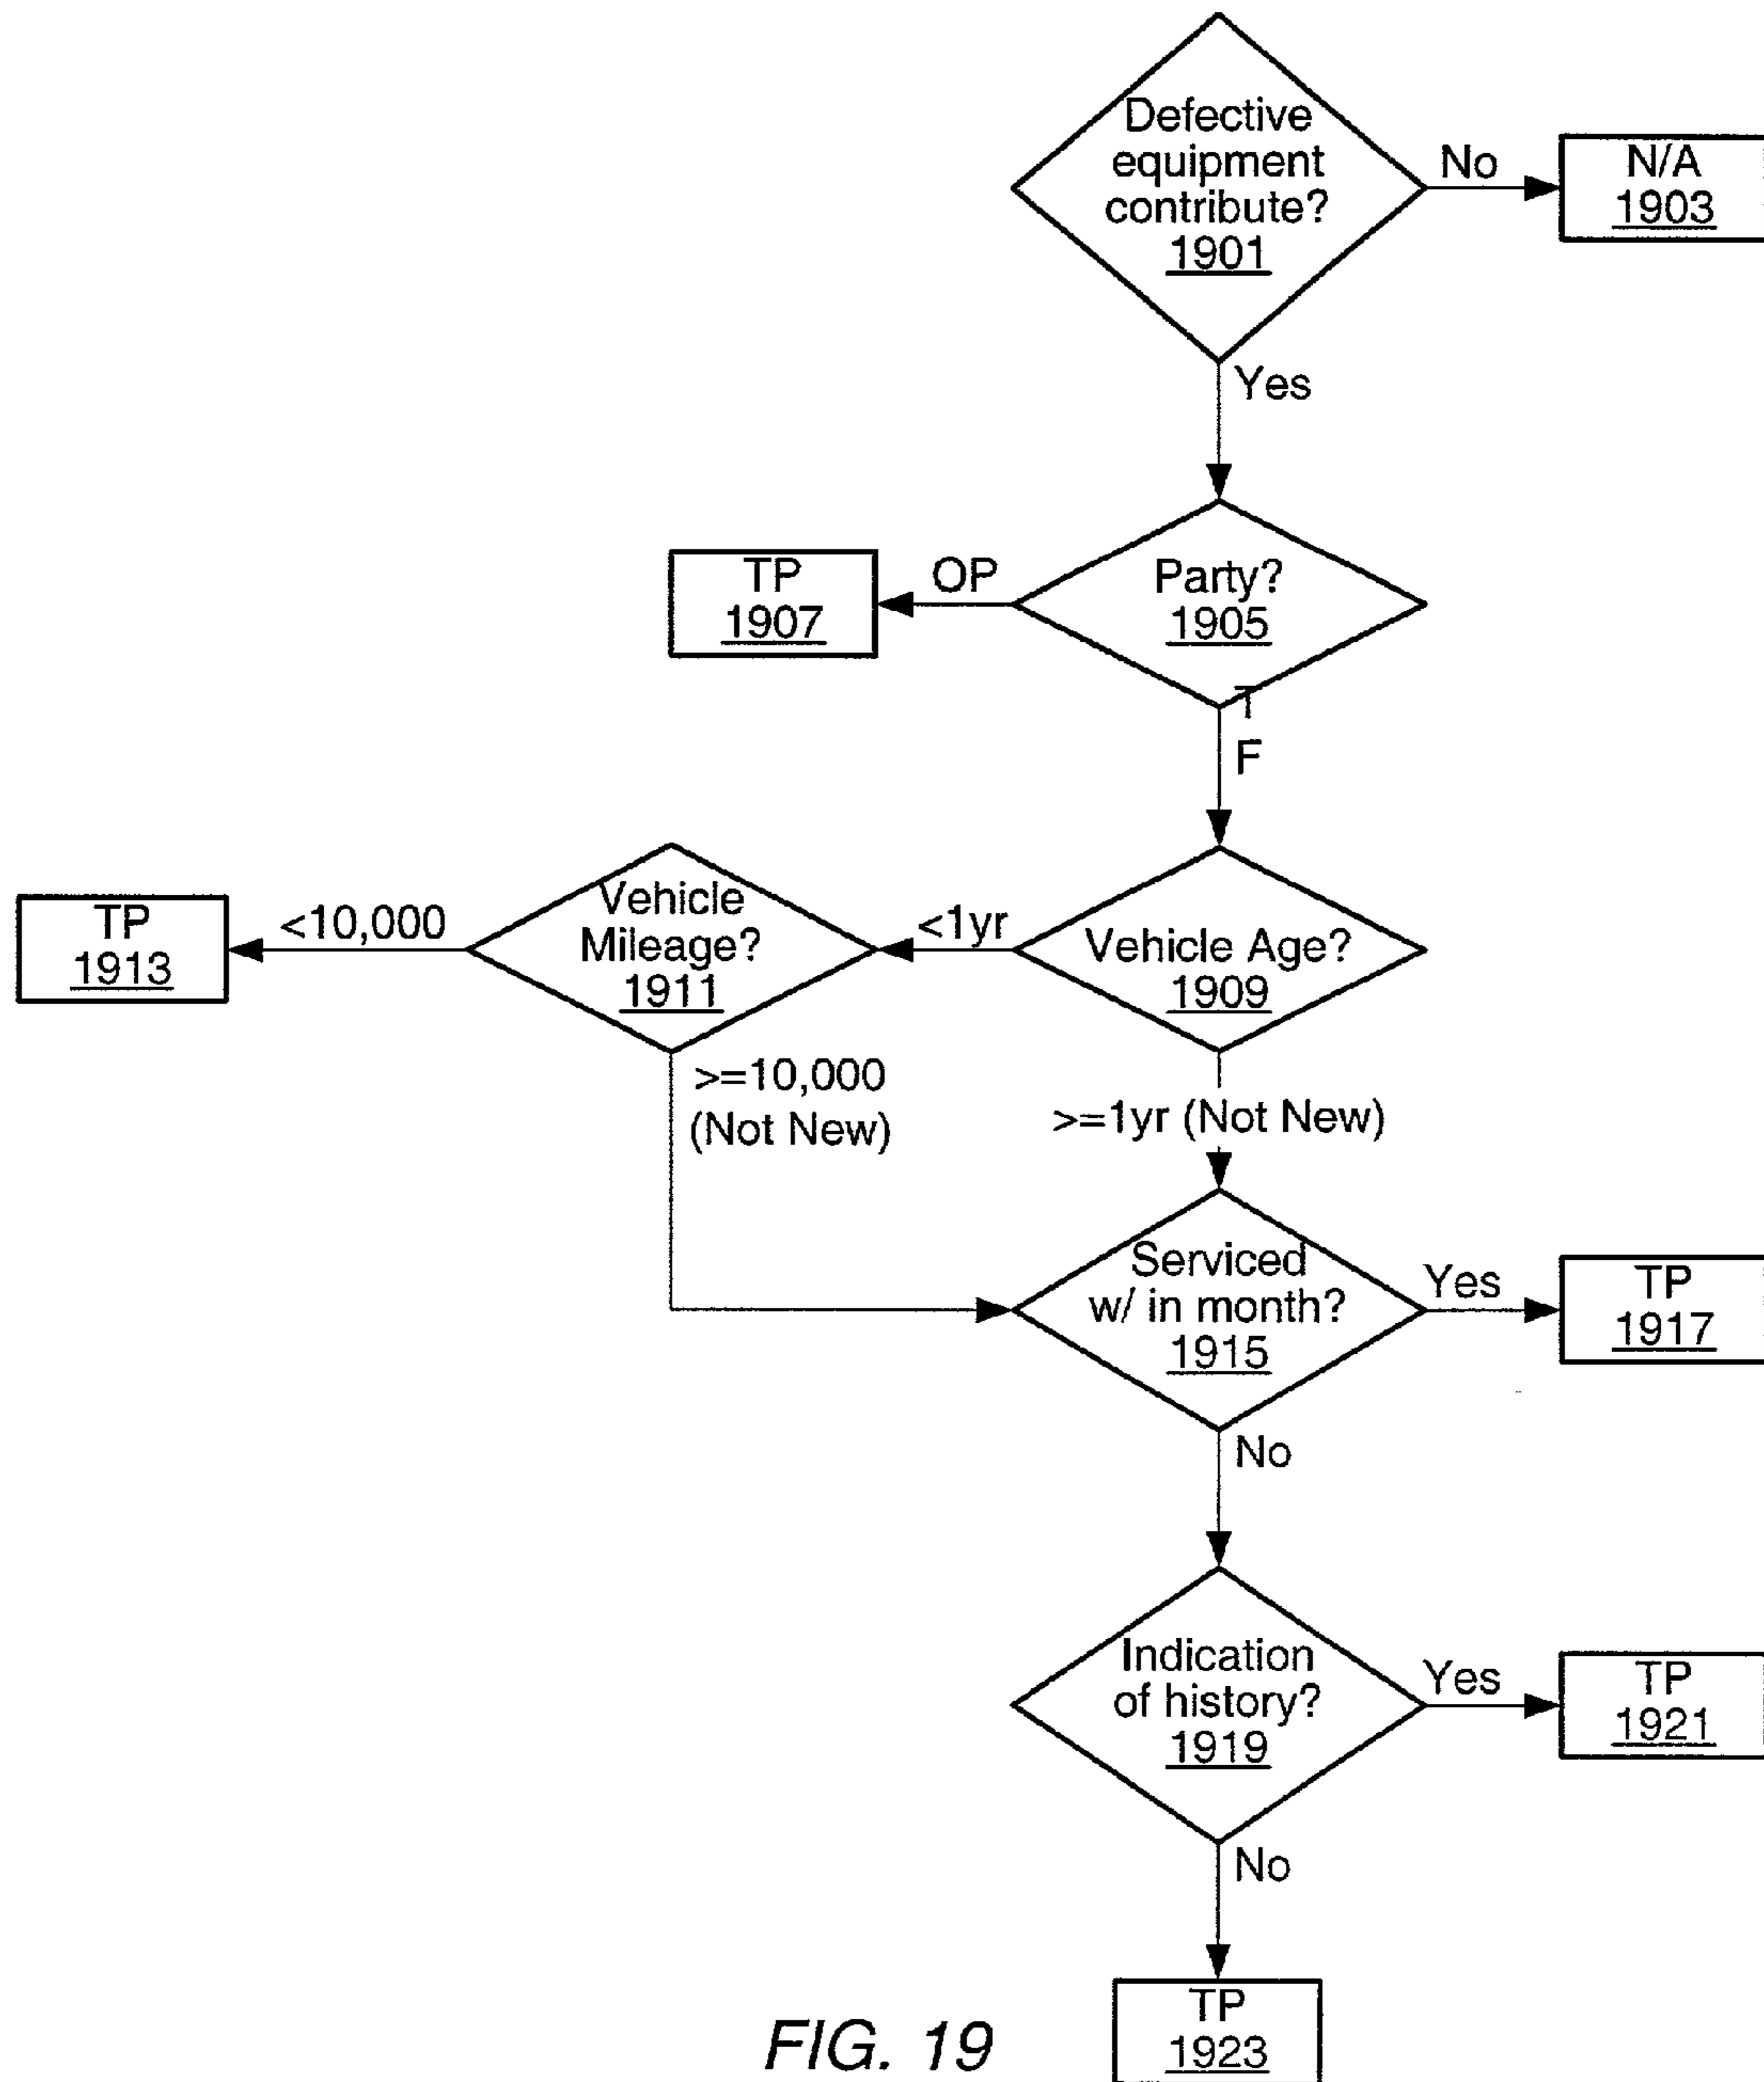 Defective
equipment
contribute?
1901
No
N/A
1903
Yes
TP
1907
OP
Party?
1905
T
F
TP
1913
<10,000
Vehicle
Mileage?
1911
<1yr
Vehicle Age?
1909
>=10,000
(Not New)
>=1yr (Not New)
Serviced
w/ in month?
1915
Yes
TP
1917
No
Indication
of history?
1919
Yes
TP
1921
No
TP
1923
FIG. 19